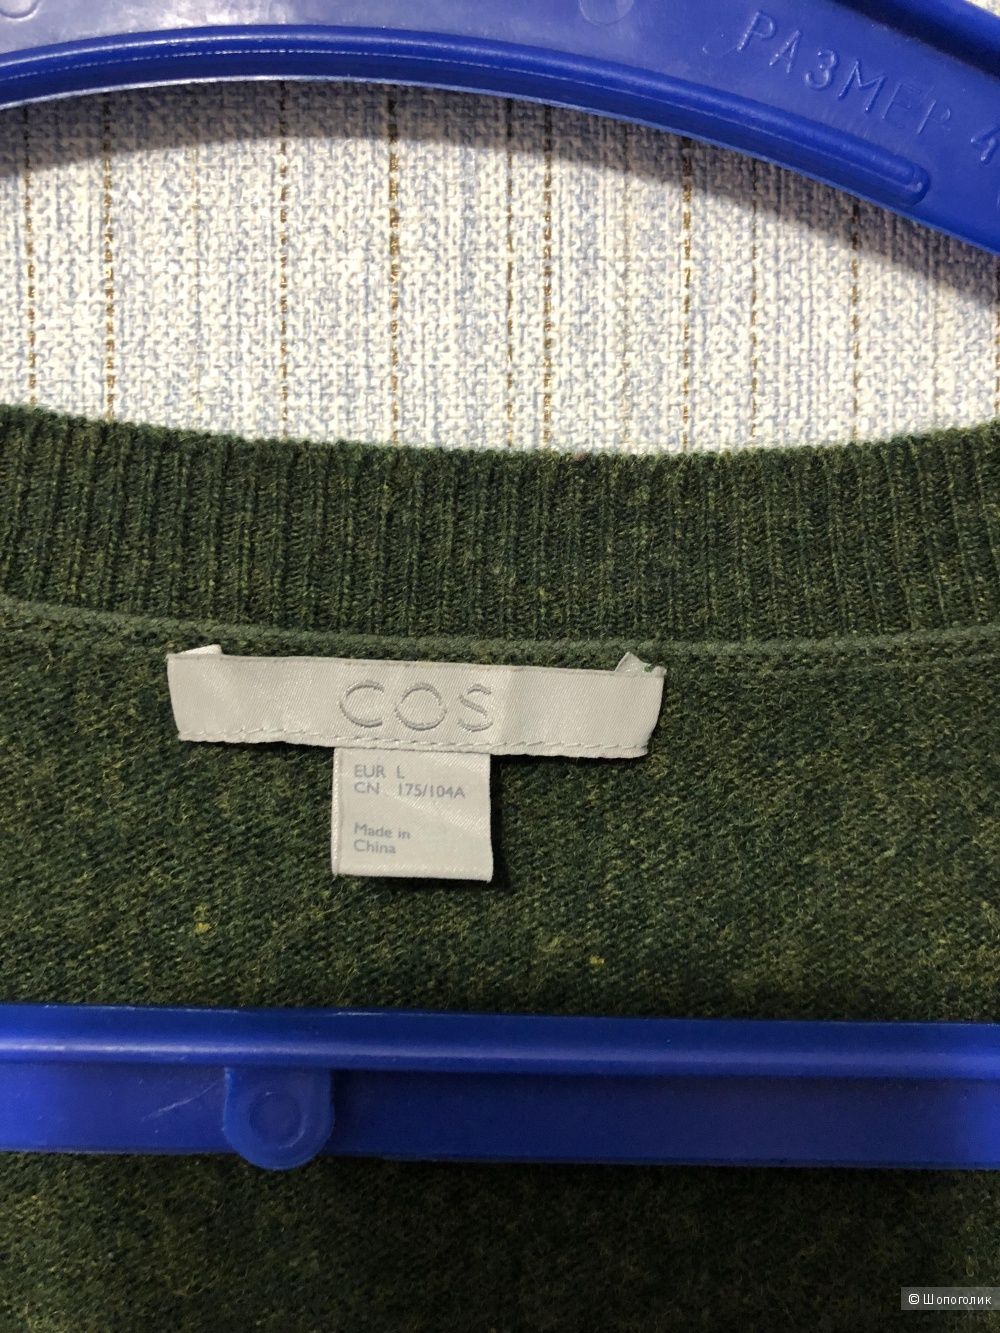 РАЗМЕР 4
COS
EUR L
CN 175/104A
Made in
China
© Шопоголик